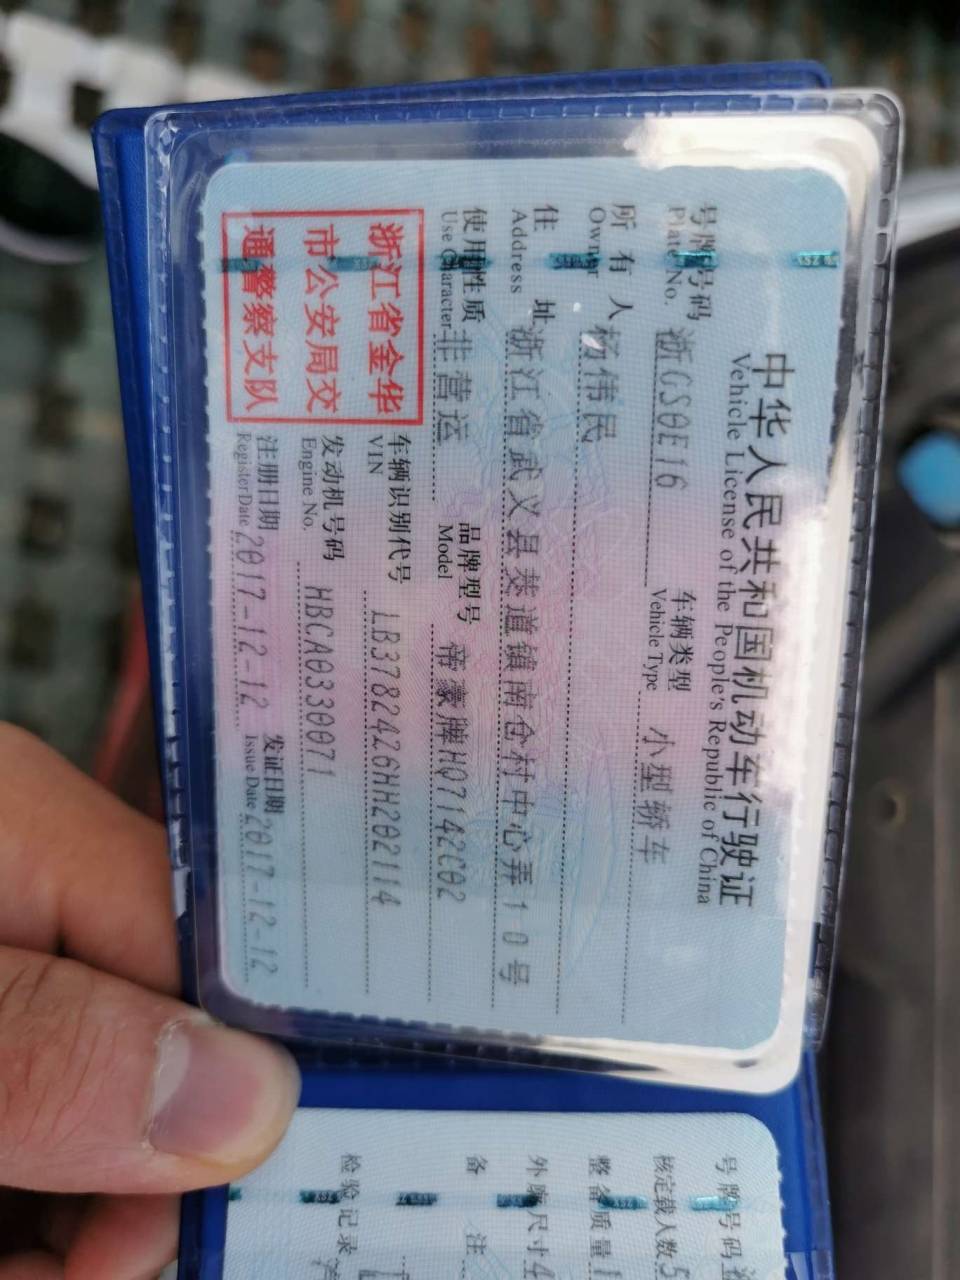 中华人民共和国机动车行驶证
Vehicle License of the People's Republic of China
号牌号码 浙GS0E16 车辆类型 小型轿车
Plate No. Vehicle Type
所有人 杨伟民
Owner
住址 浙江省武义县茭道镇南仓村中心弄10号
Address
使用性质 非营运 品牌型号 帝豪牌HQ7142C02
Use Character Model
浙江省金华
市公安局交
通警察支队
车辆识别代号 LB37824Z6HH202114
VIN
发动机号码 HBCA0330071
Engine No.
注册日期 2017-12-12 发证日期 2017-12-12
Register Date Issue Date
号牌号码
核定载人数 5
整备质量 1
外廓尺寸 4
备注
检验记录